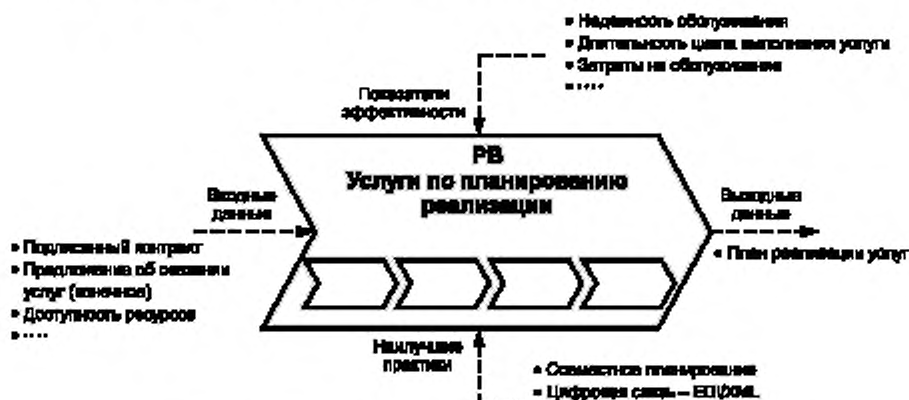 • Надежность обслуживания
• Длительность цикла выполнения услуги
• Затраты на обслуживание
• ....
Показатели
эффективности
РВ
Услуги по планированию
реализации
Входные
данные
• Подписанный контракт
• Предложение об оказании
услуг (конечное)
• Доступность ресурсов
• ....
Выходные
данные
• План реализации услуг
Наилучшие
практики
• Совместное планирование
• Цифровая связь – EDI/XML